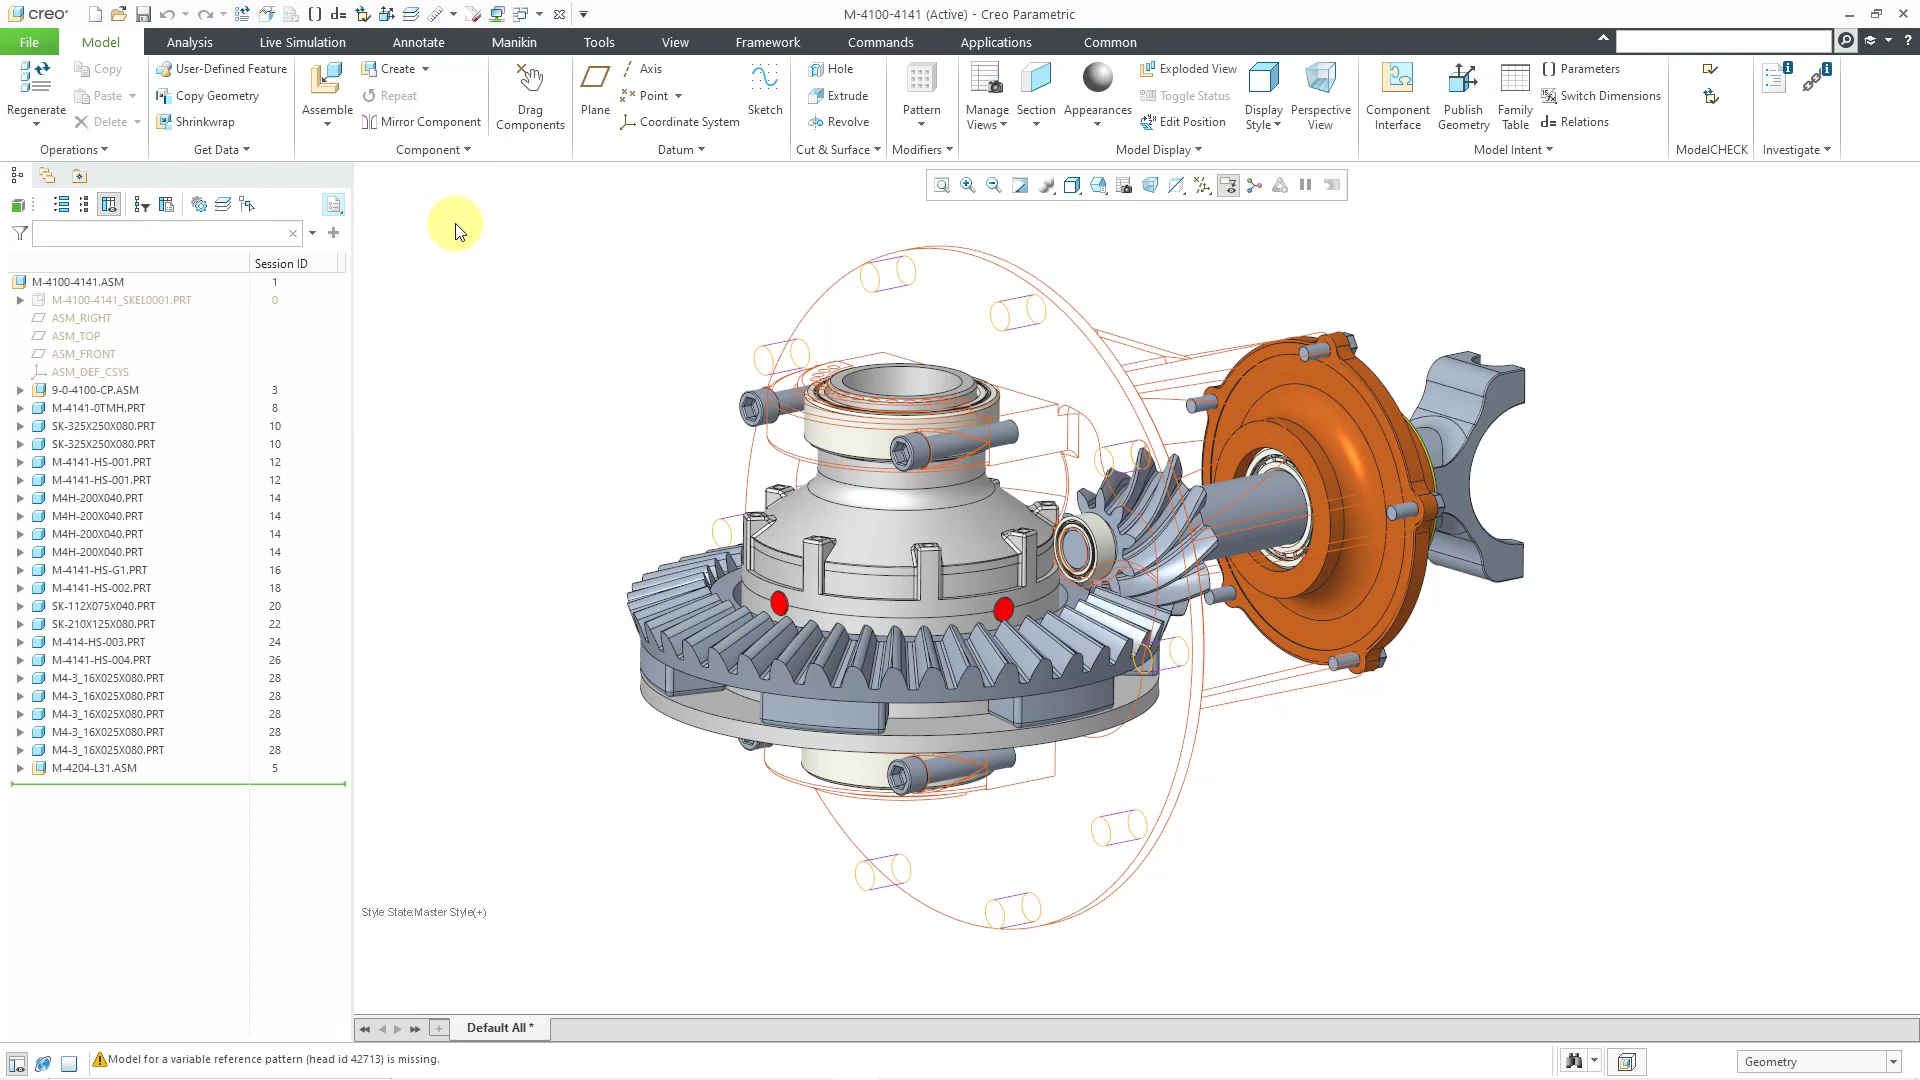 creo
M-4100-4141 (Active) - Creo Parametric
File
Model
Analysis
Live Simulation
Annotate
Manikin
Tools
View
Framework
Commands
Applications
Common
Regenerate
Copy
Paste
Delete
Operations
User-Defined Feature
Copy Geometry
Shrinkwrap
Get Data
Assemble
Create
Repeat
Mirror Component
Component
Drag
Components
Plane
Axis
Point
Coordinate System
Sketch
Datum
Hole
Extrude
Revolve
Cut & Surface
Pattern
Modifiers
Manage
Views
Section
Appearances
Exploded View
Toggle Status
Edit Position
Display
Style
Perspective
View
Model Display
Component
Interface
Publish
Geometry
Family
Table
Parameters
Switch Dimensions
d= Relations
Model Intent
ModelCHECK
Investigate
Session ID
M-4100-4141.ASM 1
M-4100-4141_SKEL0001.PRT 0
ASM_RIGHT
ASM_TOP
ASM_FRONT
ASM_DEF_CSYS
9-0-4100-CP.ASM 3
M-4141-0TMH.PRT 8
SK-325X250X080.PRT 10
SK-325X250X080.PRT 10
M-4141-HS-001.PRT 12
M-4141-HS-001.PRT 12
M4H-200X040.PRT 14
M4H-200X040.PRT 14
M4H-200X040.PRT 14
M4H-200X040.PRT 14
M-4141-HS-G1.PRT 16
M-4141-HS-002.PRT 18
SK-112X075X040.PRT 20
SK-210X125X080.PRT 22
M-414-HS-003.PRT 24
M-4141-HS-004.PRT 26
M4-3_16X025X080.PRT 28
M4-3_16X025X080.PRT 28
M4-3_16X025X080.PRT 28
M4-3_16X025X080.PRT 28
M4-3_16X025X080.PRT 28
M-4204-L31.ASM 5
Style State:Master Style(+)
Default All *
Model for a variable reference pattern (head id 42713) is missing.
Geometry